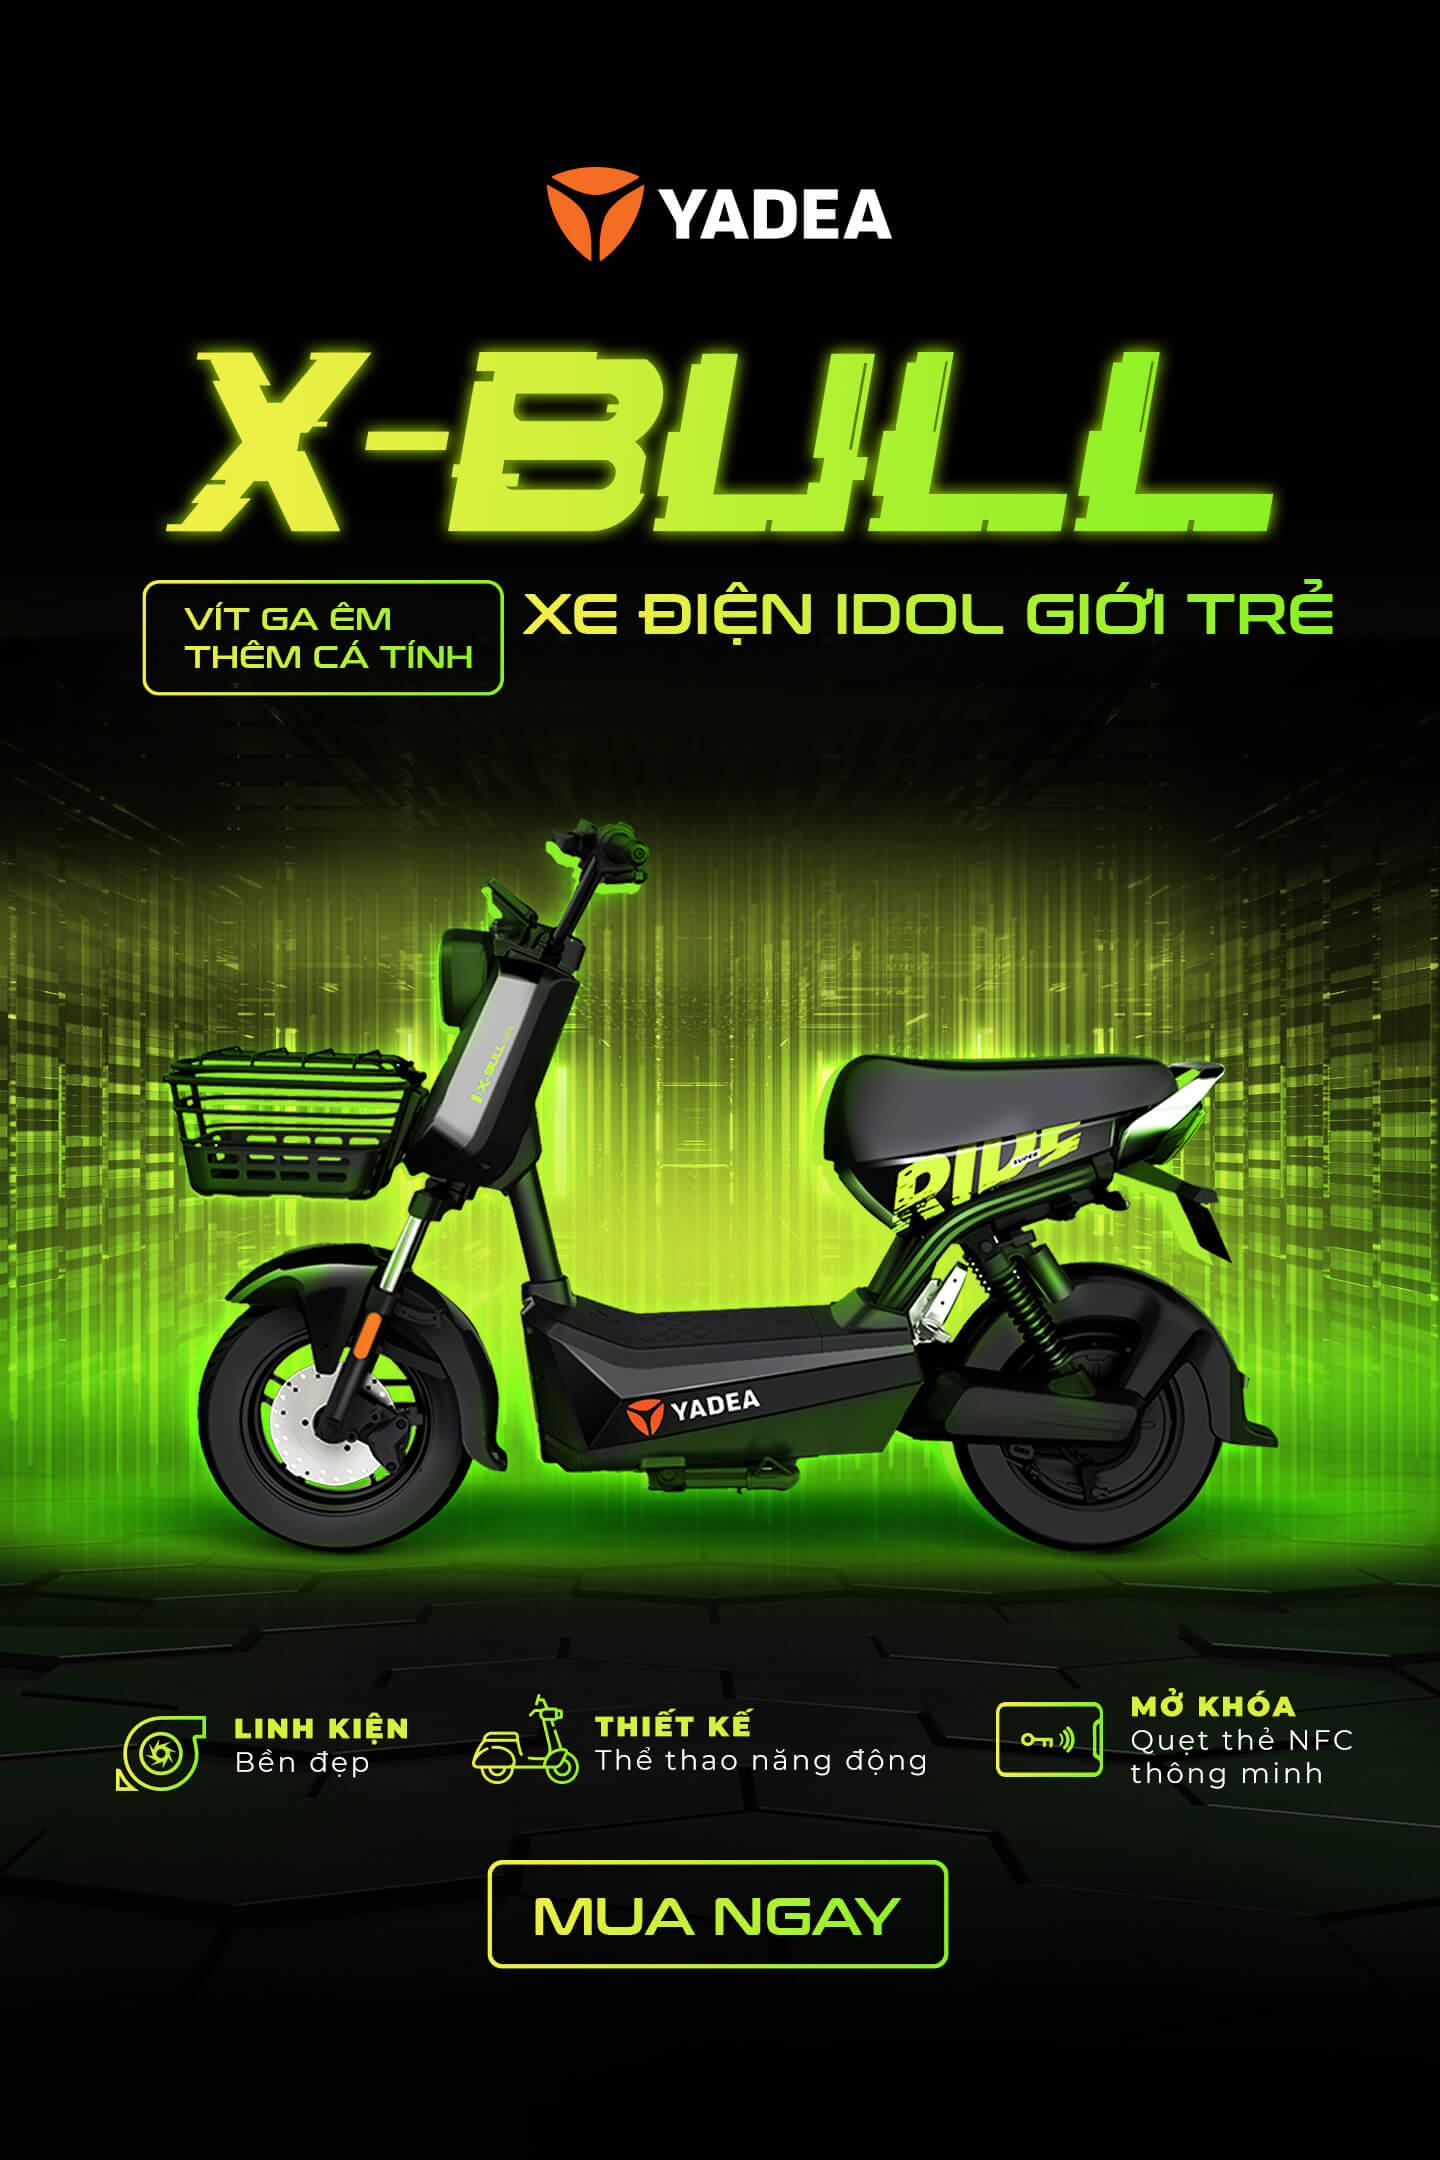 YADEA
X-BULL
VÍT GA ÊM
THÊM CÁ TÍNH
XE ĐIỆN IDOL GIỚI TRẺ
X-BULL
RIDE
SUPER
YADEA
LINH KIỆN
Bền đẹp
THIẾT KẾ
Thể thao năng động
MỞ KHÓA
Quẹt thẻ NFC
thông minh
MUA NGAY